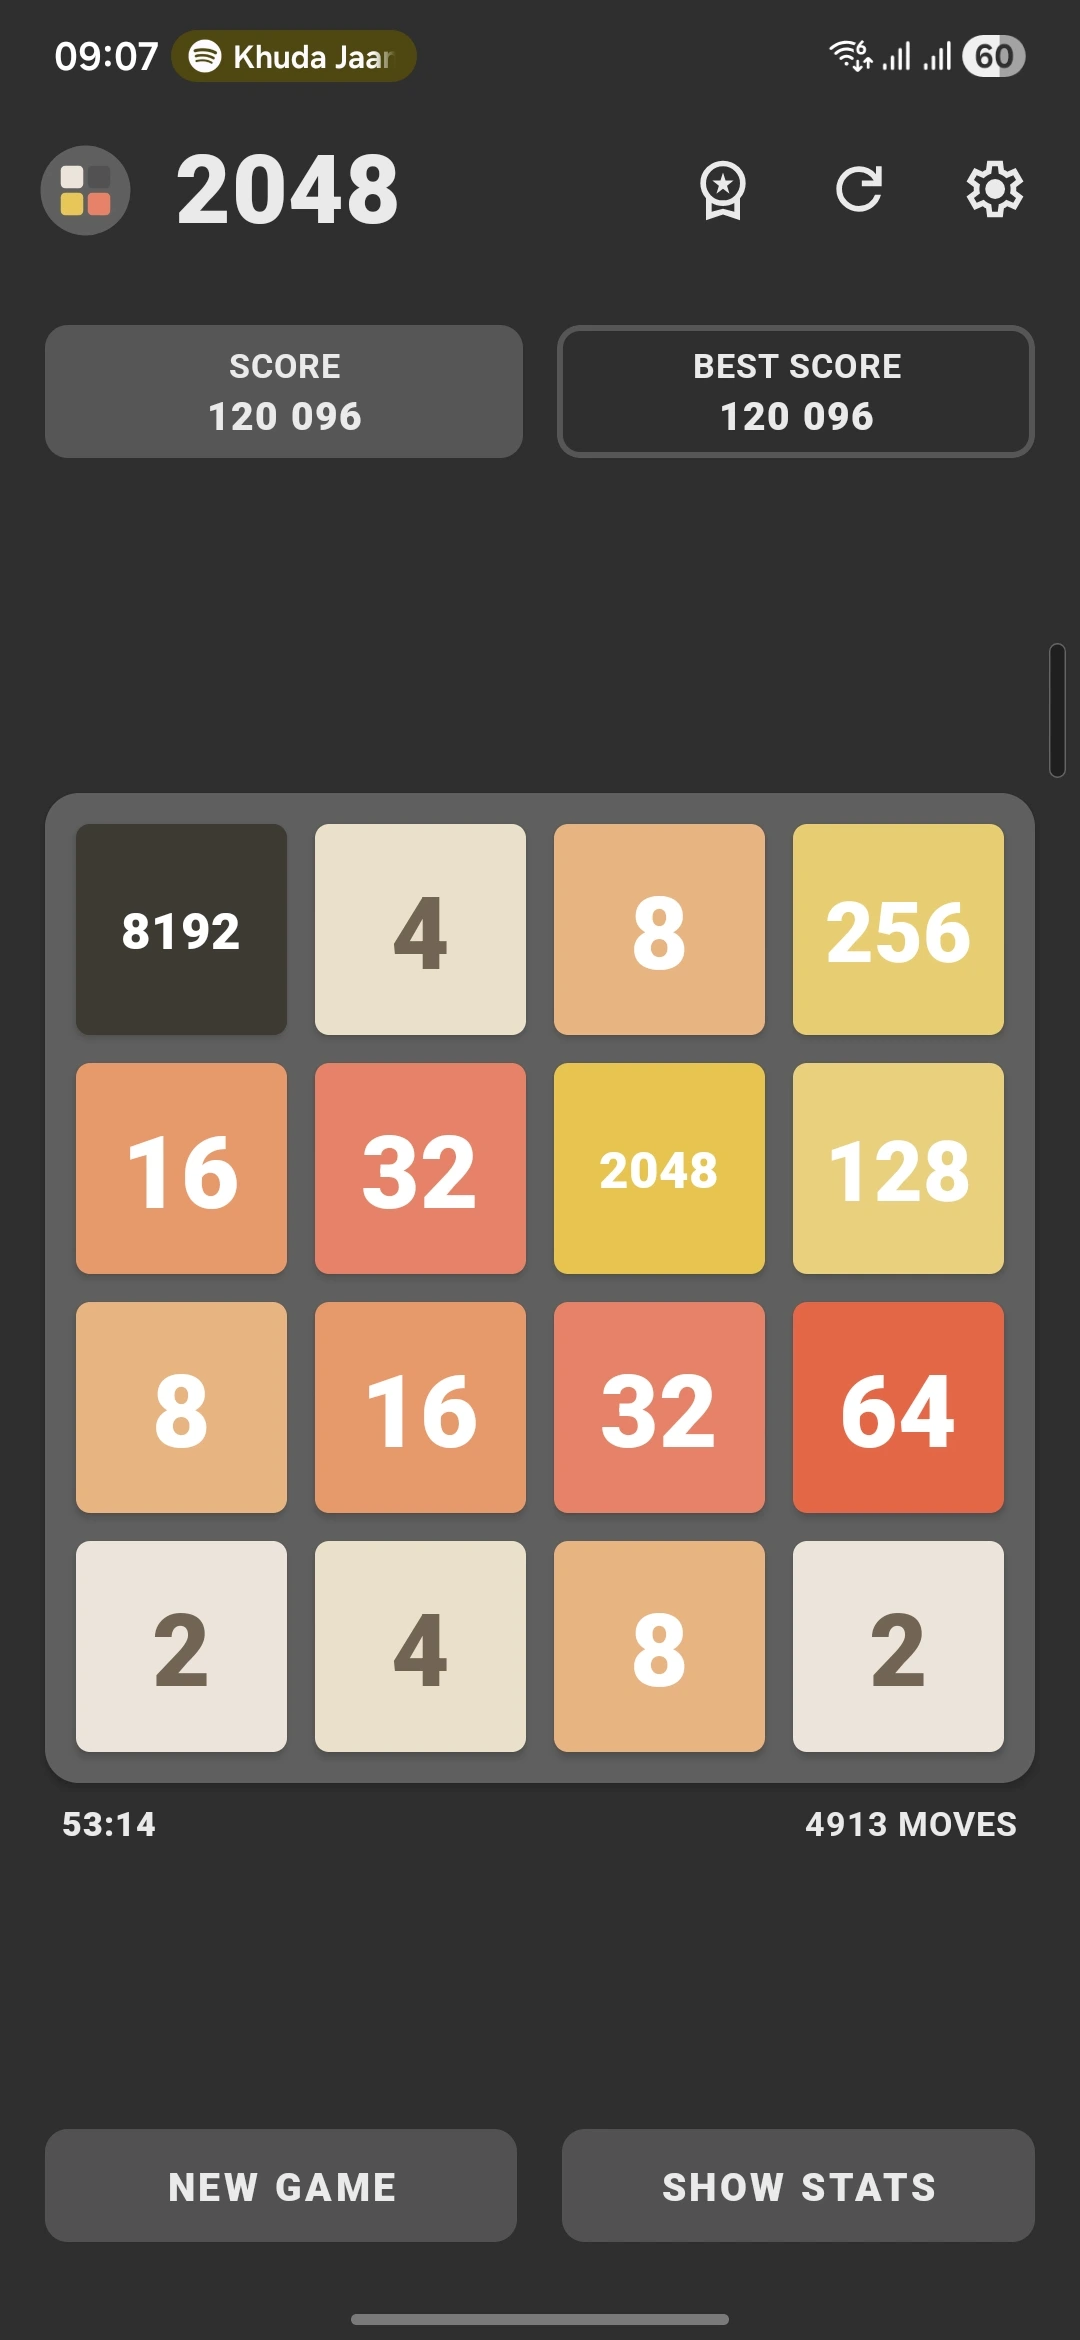 09:07 Khuda Jaan 60
2048
SCORE BEST SCORE
120 096 120 096
8192 4 8 256
16 32 2048 128
8 16 32 64
2 4 8 2
53:14 4913 MOVES
NEW GAME SHOW STATS